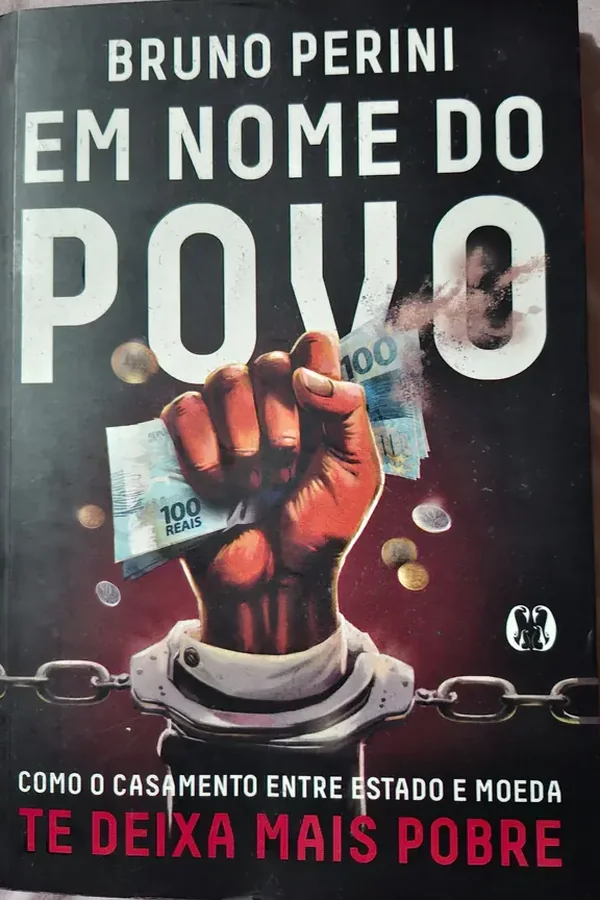 BRUNO PERINI
EM NOME DO
POVO
100
100
REAIS
COMO O CASAMENTO ENTRE ESTADO E MOEDA
TE DEIXA MAIS POBRE